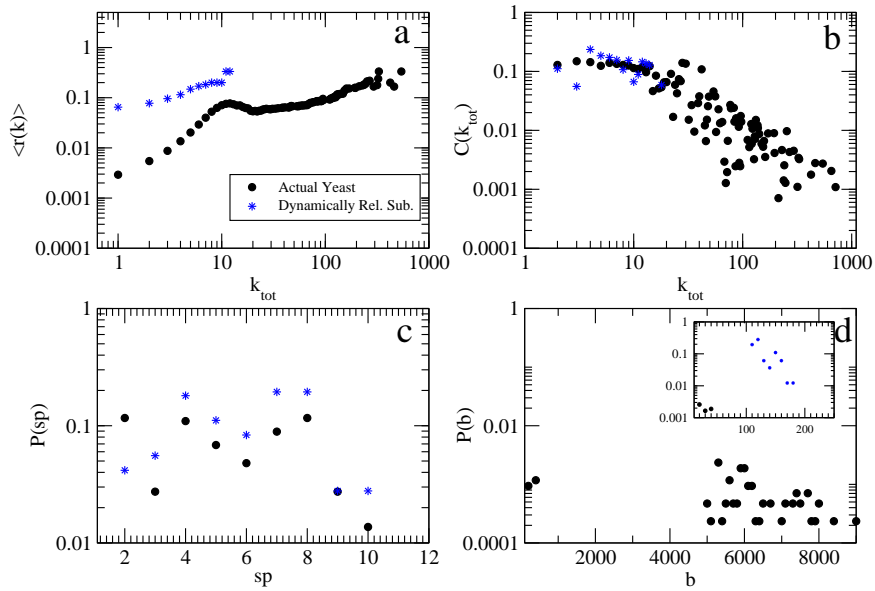 a
1
0.1
0.01
0.001
0.0001
<r(k)>
Actual Yeast
Dynamically Rel. Sub.
1 10 100 1000
k_tot
b
1
0.1
0.01
0.001
0.0001
C(k_tot)
1 10 100 1000
k_tot
c
1
0.1
0.01
P(sp)
2 4 6 8 10 12
sp
d
1
0.01
0.0001
P(b)
2000 4000 6000 8000
b
1
0.1
0.01
0.001
100 200